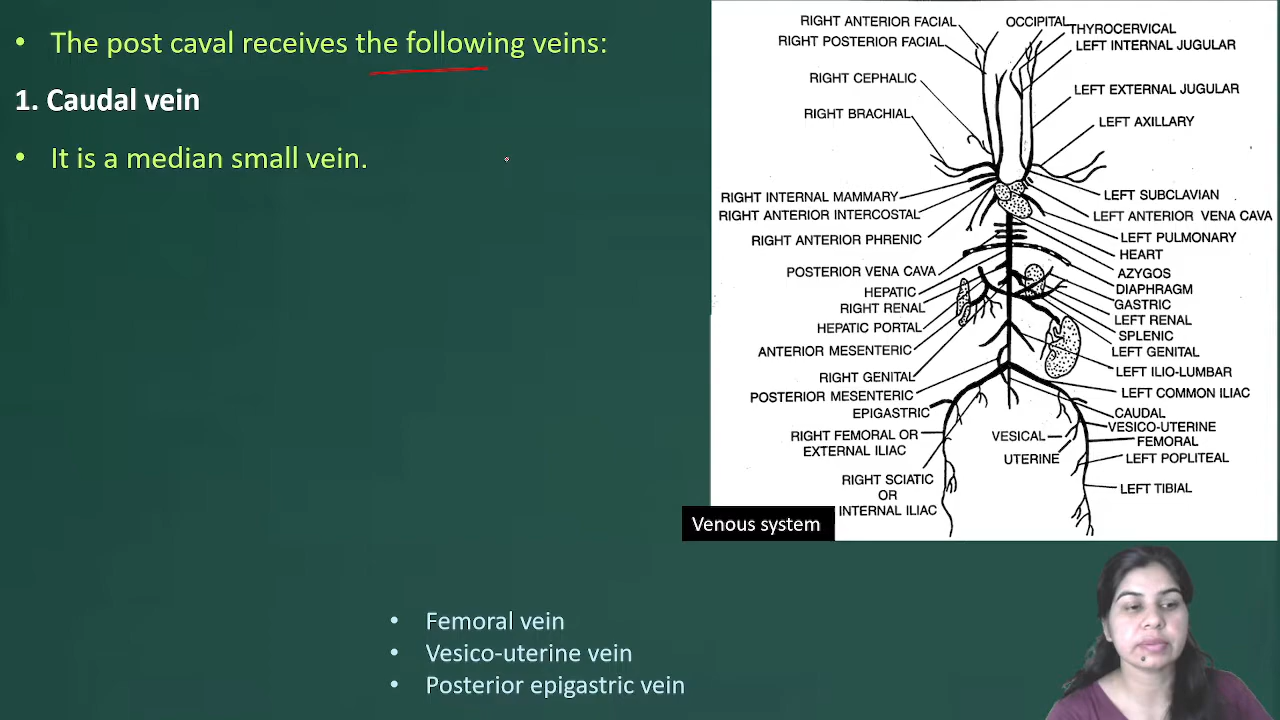 • The post caval receives the following veins:
1. Caudal vein
• It is a median small vein.
RIGHT ANTERIOR FACIAL
RIGHT POSTERIOR FACIAL
RIGHT CEPHALIC
RIGHT BRACHIAL
RIGHT INTERNAL MAMMARY
RIGHT ANTERIOR INTERCOSTAL
RIGHT ANTERIOR PHRENIC
POSTERIOR VENA CAVA
HEPATIC
RIGHT RENAL
HEPATIC PORTAL
ANTERIOR MESENTERIC
RIGHT GENITAL
POSTERIOR MESENTERIC
EPIGASTRIC
RIGHT FEMORAL OR
EXTERNAL ILIAC
RIGHT SCIATIC
OR
INTERNAL ILIAC
OCCIPITAL
THYROCERVICAL
LEFT INTERNAL JUGULAR
LEFT EXTERNAL JUGULAR
LEFT AXILLARY
LEFT SUBCLAVIAN
LEFT ANTERIOR VENA CAVA
LEFT PULMONARY
HEART
AZYGOS
DIAPHRAGM
GASTRIC
LEFT RENAL
SPLENIC
LEFT GENITAL
LEFT ILIO-LUMBAR
LEFT COMMON ILIAC
CAUDAL
VESICO-UTERINE
VESICAL
FEMORAL
UTERINE
LEFT POPLITEAL
LEFT TIBIAL
Venous system
• Femoral vein
• Vesico-uterine vein
• Posterior epigastric vein